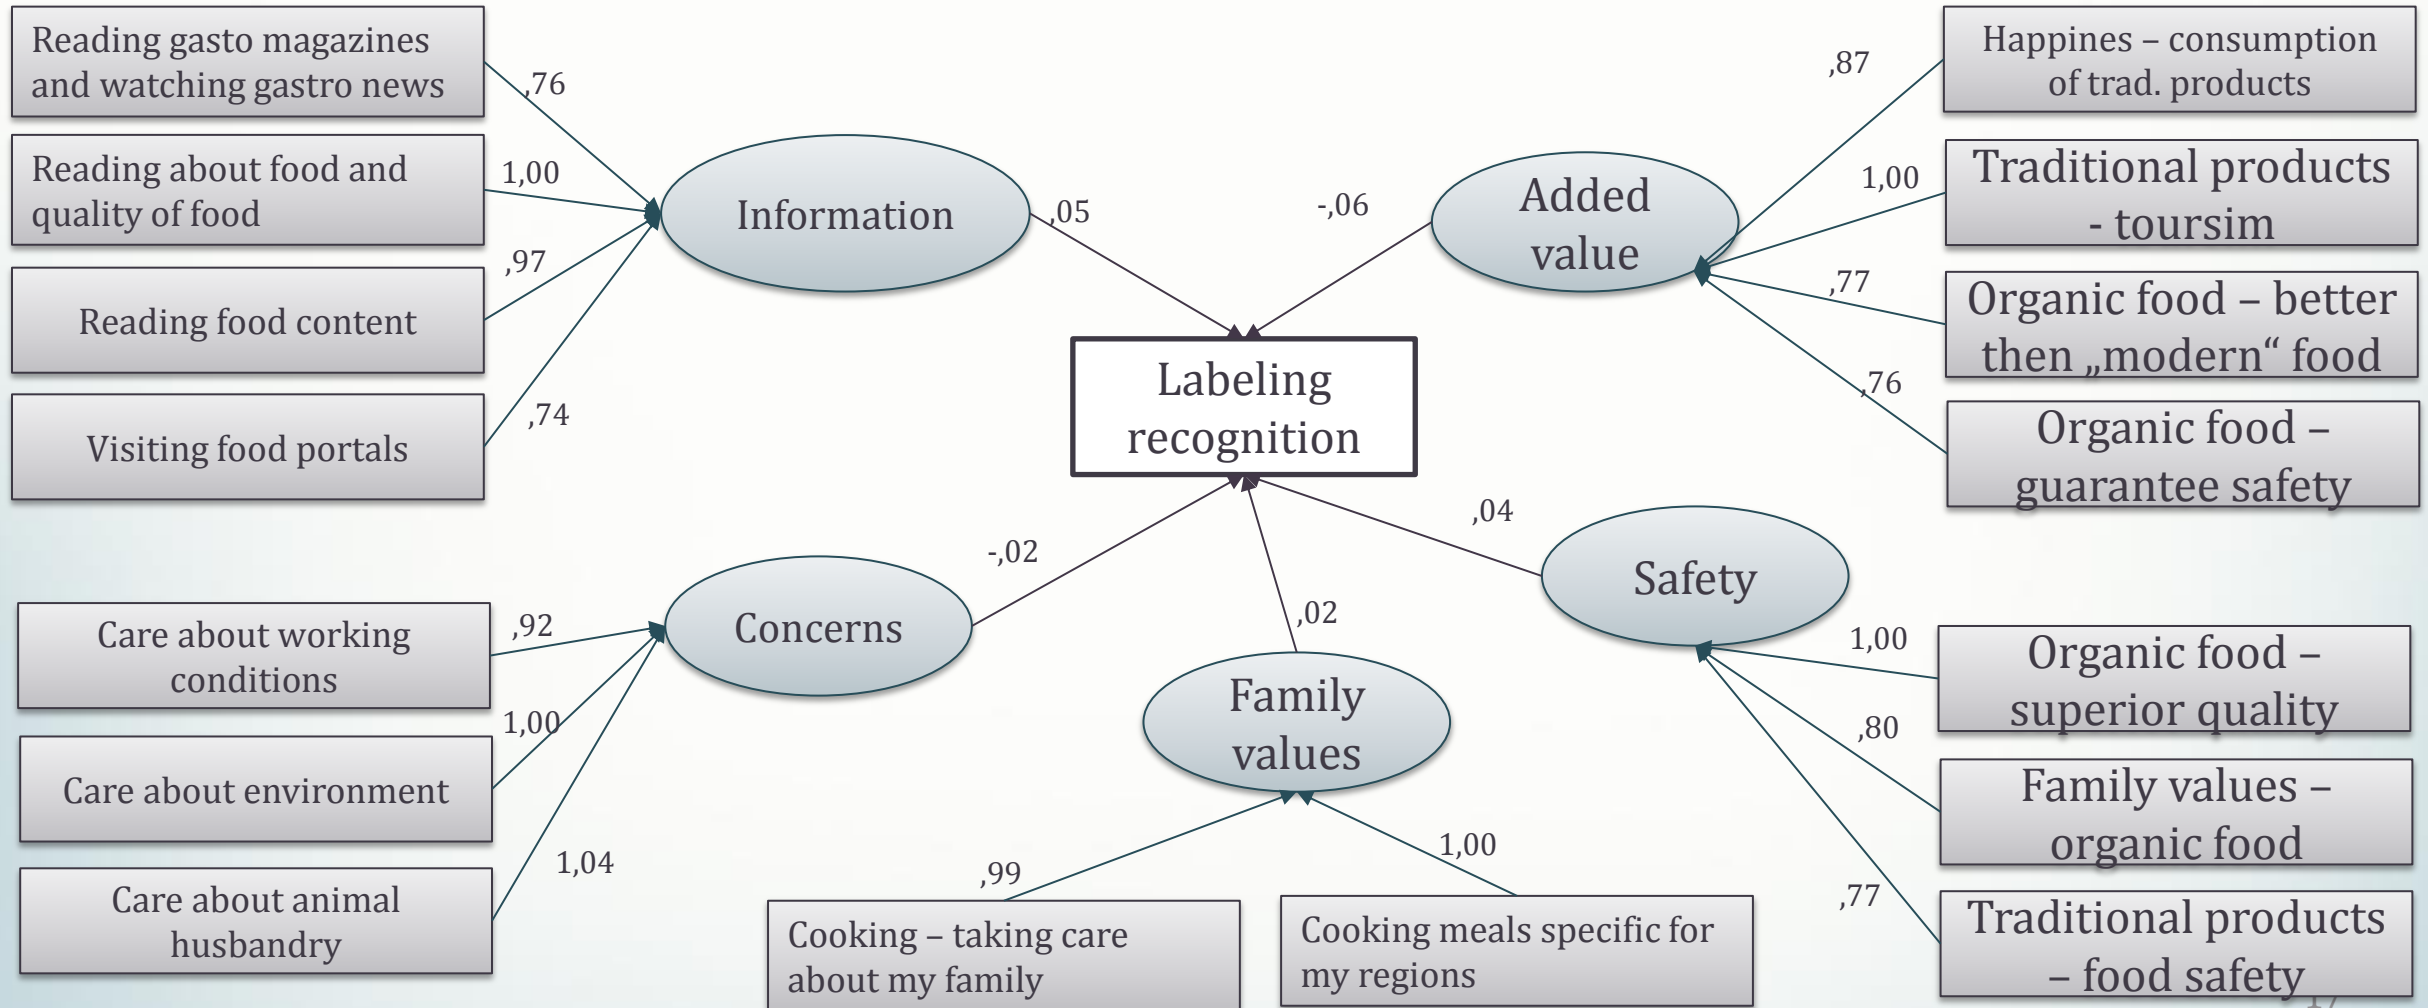 Reading gasto magazines
and watching gastro news
,76
Reading about food and
quality of food
1,00
Reading food content
,97
Visiting food portals
,74
Information
,05
Added
value
-,06
Happines – consumption
of trad. products
,87
Traditional products
- toursim
1,00
Organic food – better
then „modern“ food
,77
Organic food –
guarantee safety
,76
Labeling
recognition
Concerns
-,02
Care about working
conditions
,92
Care about environment
1,00
Care about animal
husbandry
1,04
Family
values
,02
Cooking – taking care
about my family
,99
Cooking meals specific for
my regions
1,00
Safety
,04
Organic food –
superior quality
1,00
Family values –
organic food
,80
Traditional products
– food safety
,77
17